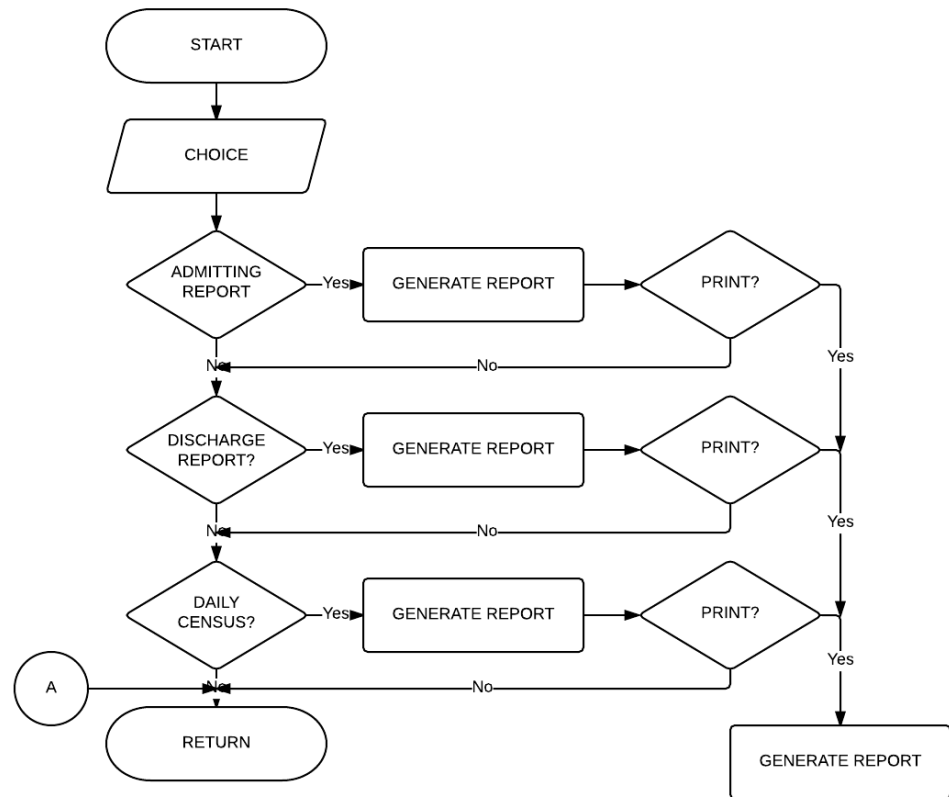 START
CHOICE
ADMITTING
REPORT
Yes
GENERATE REPORT
PRINT?
Yes
No
No
DISCHARGE
REPORT?
Yes
GENERATE REPORT
PRINT?
Yes
No
No
DAILY
CENSUS?
Yes
GENERATE REPORT
PRINT?
Yes
A
No
No
RETURN
GENERATE REPORT